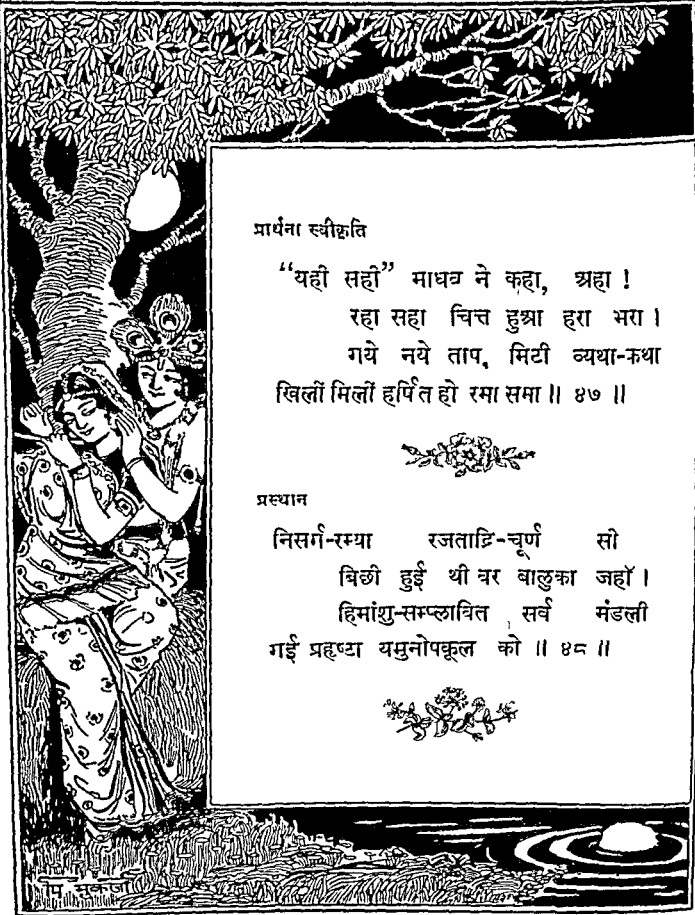 प्रार्थना स्वीकृति
“यही सही” माधव ने कहा, अहा !
रहा सहा चित्त हुआ हरा भरा ।
गये नये ताप, मिटी व्यथा-कथा
खिलीं मिलीं हर्षित हो रमा समा ॥ ४७ ॥
प्रस्थान
निसर्ग-रम्या रजताद्रि-चूर्ण सी
बिछी हुई थी वर बालुका जहाँ ।
हिमांशु-सम्प्लावित सर्व मंडली
गई प्रहृष्टा यमुनोपकूल को ॥ ४८ ॥